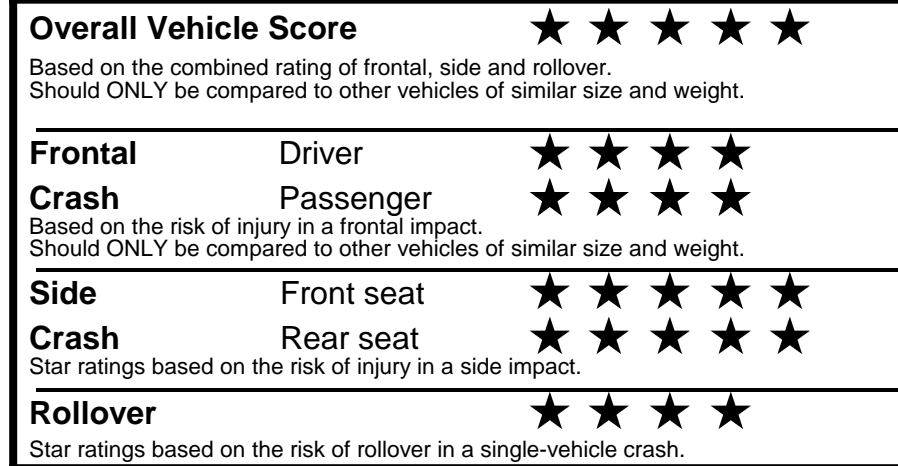 Overall Vehicle Score ★ ★ ★ ★ ★
Based on the combined rating of frontal, side and rollover.
Should ONLY be compared to other vehicles of similar size and weight.
Frontal Driver ★ ★ ★ ★
Crash Passenger ★ ★ ★ ★
Based on the risk of injury in a frontal impact.
Should ONLY be compared to other vehicles of similar size and weight.
Side Front seat ★ ★ ★ ★ ★
Crash Rear seat ★ ★ ★ ★ ★
Star ratings based on the risk of injury in a side impact.
Rollover ★ ★ ★ ★
Star ratings based on the risk of rollover in a single-vehicle crash.